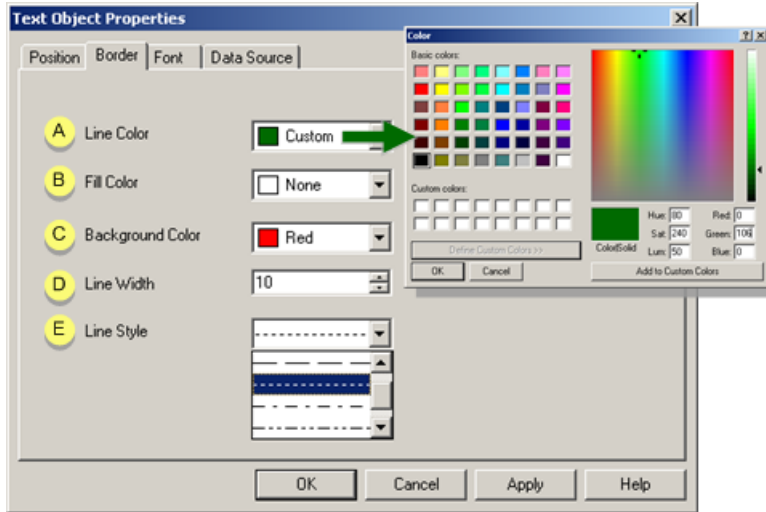 Text Object Properties
Position Border Font Data Source
A Line Color Custom
B Fill Color None
C Background Color Red
D Line Width 10
E Line Style
OK Cancel Apply Help
Color
Basic colors:
Custom colors:
Define Custom Colors >>
OK Cancel
Color|Solid
Hue: 80 Red: 0
Sat: 240 Green: 106
Lum: 50 Blue: 0
Add to Custom Colors